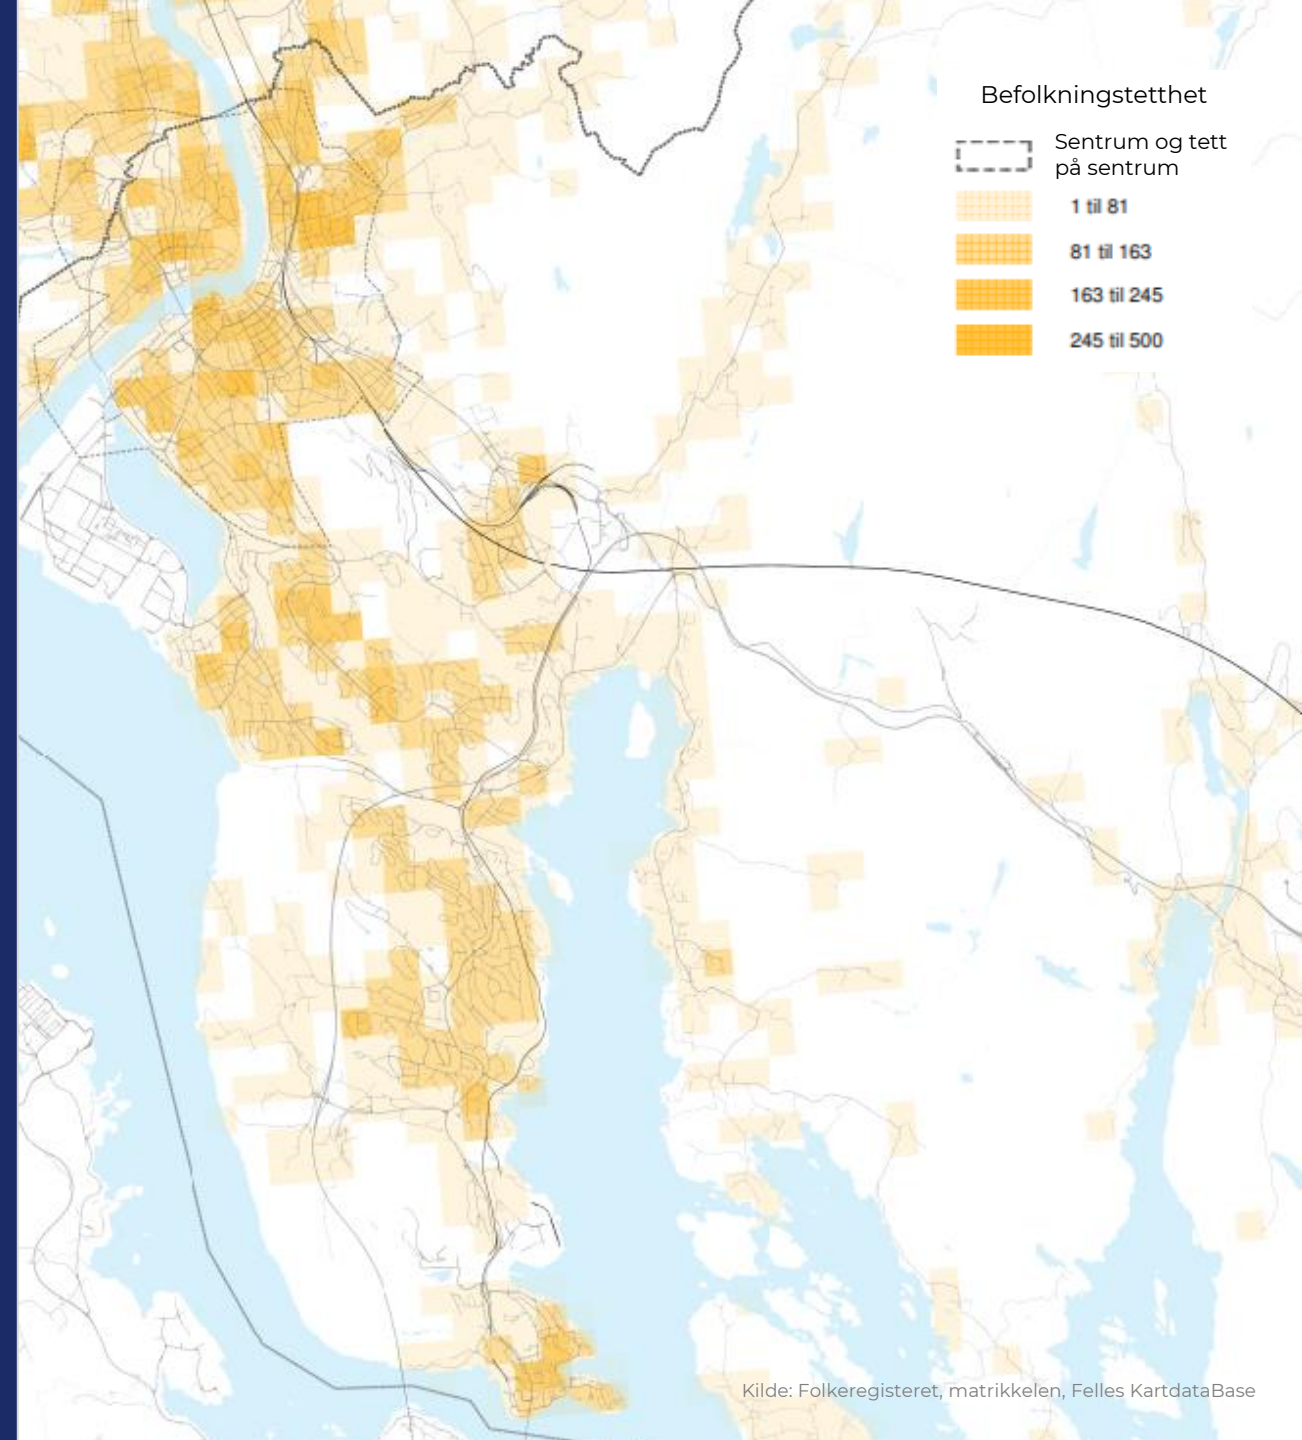 Befolkningstetthet
Sentrum og tett
på sentrum
1 til 81
81 til 163
163 til 245
245 til 500
Kilde: Folkeregisteret, matrikkelen, Felles KartdataBase